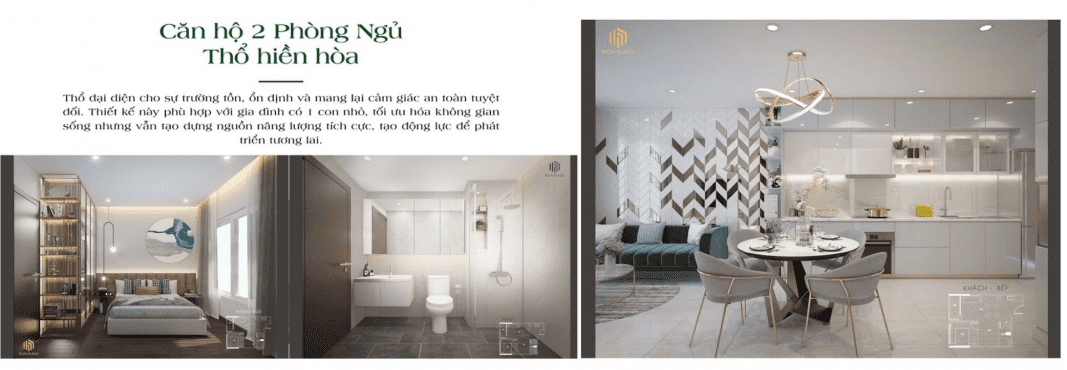 Căn hộ 2 Phòng Ngủ
Thổ hiền hòa
Thổ đại diện cho sự trường tồn, ổn định và mang lại cảm giác an toàn tuyệt
đối. Thiết kế này phù hợp với gia đình có 1 con nhỏ, tối ưu hóa không gian
sống nhưng vẫn tạo dựng nguồn năng lượng tích cực, tạo động lực để phát
triển tương lai.
KHÁCH - BẾP